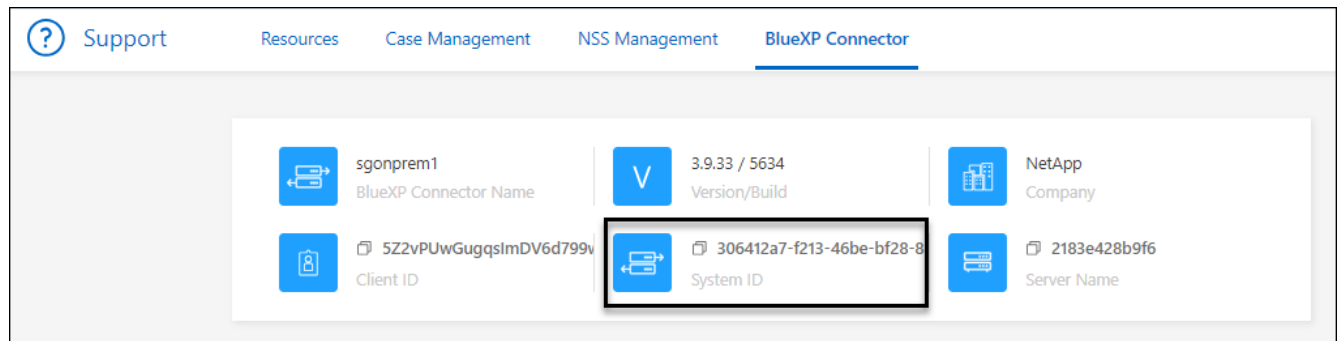 ?
Support
Resources
Case Management
NSS Management
BlueXP Connector
sgonprem1
BlueXP Connector Name
V
3.9.33 / 5634
Version/Build
NetApp
Company
5Z2vPUwGugqsImDV6d799
Client ID
306412a7-f213-46be-bf28-8
System ID
2183e428b9f6
Server Name